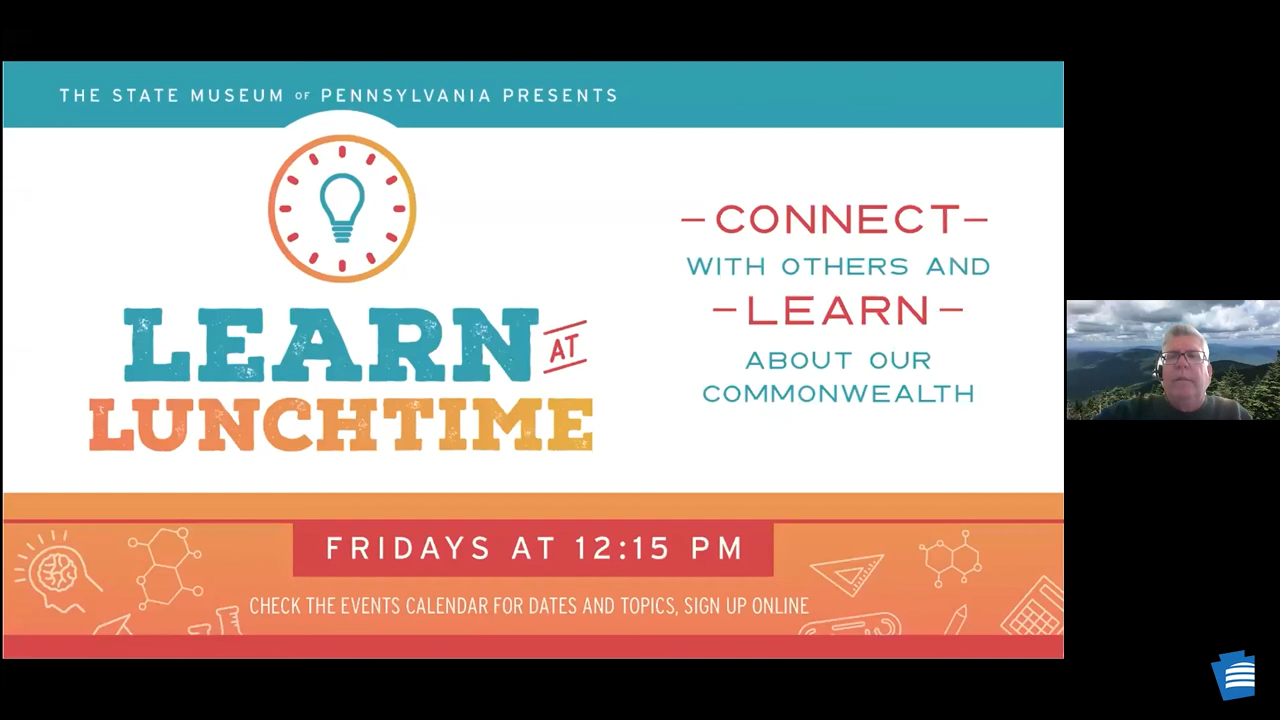 THE STATE MUSEUM OF PENNSYLVANIA PRESENTS
LEARN AT
LUNCHTIME
-CONNECT-
WITH OTHERS AND
-LEARN-
ABOUT OUR
COMMONWEALTH
FRIDAYS AT 12:15 PM
CHECK THE EVENTS CALENDAR FOR DATES AND TOPICS, SIGN UP ONLINE